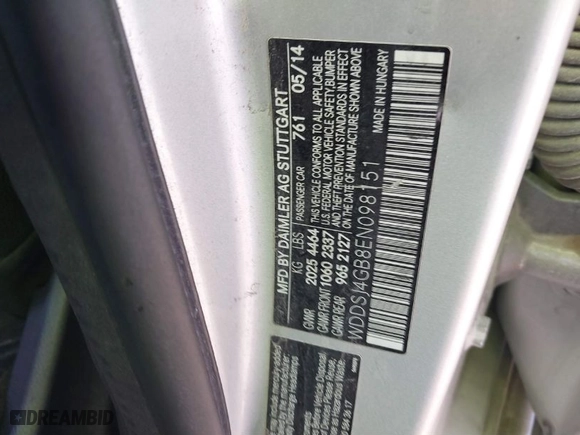 MFD BY DAIMLER AG STUTTGART
KG LBS PASSENGER CAR 761 05/14
GVWR 2025 4464 THIS VEHICLE CONFORMS TO ALL APPLICABLE
GAWR FRONT 1060 2337 U.S. FEDERAL MOTOR VEHICLE SAFETY, BUMPER
GAWR REAR 965 2127 AND THEFT PREVENTION STANDARDS IN EFFECT
ON THE DATE OF MANUFACTURE SHOWN ABOVE
WDDSJ4GB8EN098151 MADE IN HUNGARY
DREAMBID